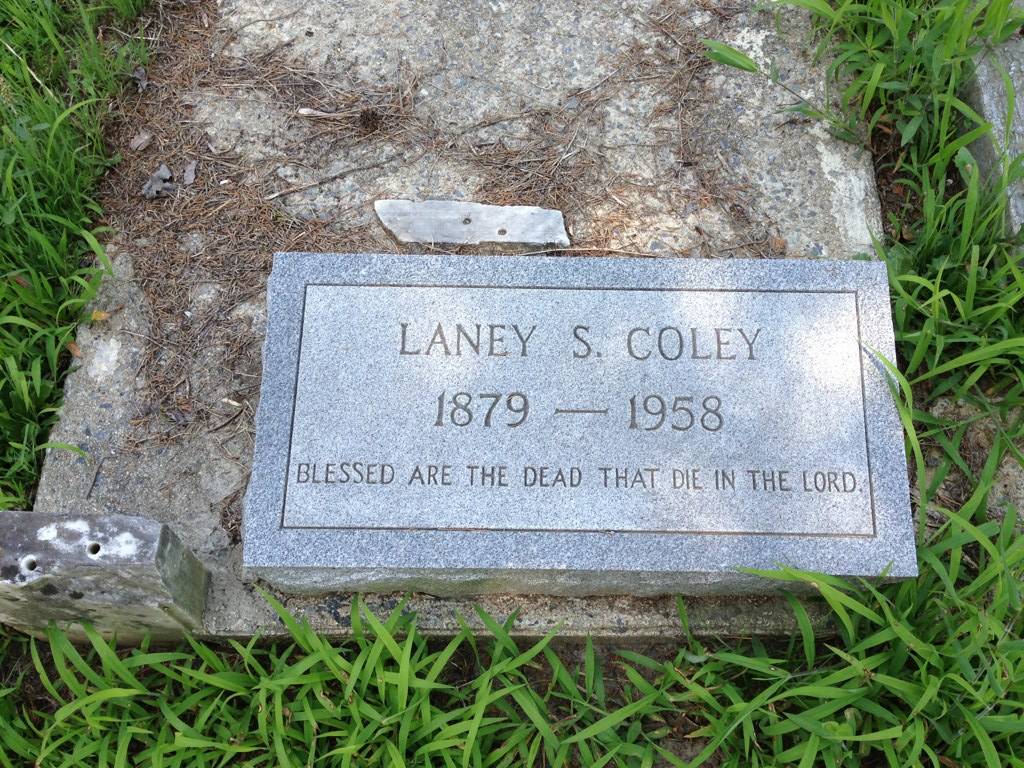 LANEY S. COLEY
1879 — 1958
BLESSED ARE THE DEAD THAT DIE IN THE LORD.